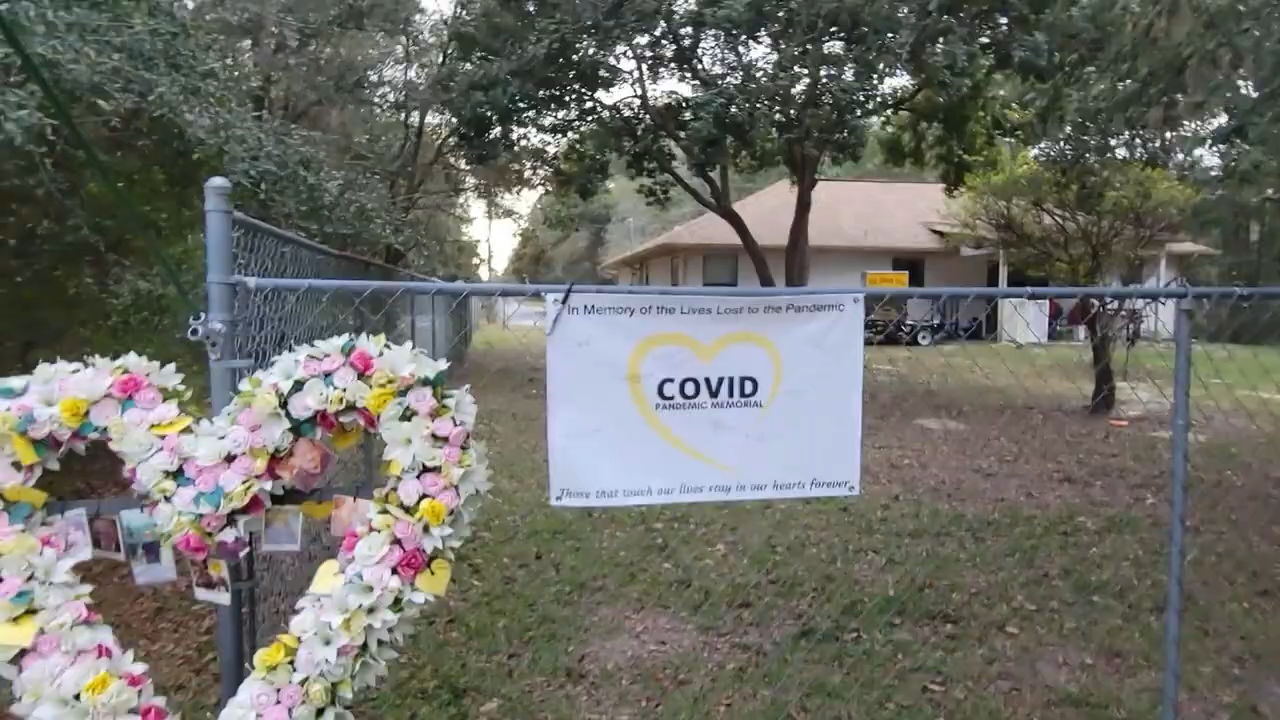 In Memory of the Lives Lost to the Pandemic
COVID
PANDEMIC MEMORIAL
Those that touch our lives stay in our hearts forever